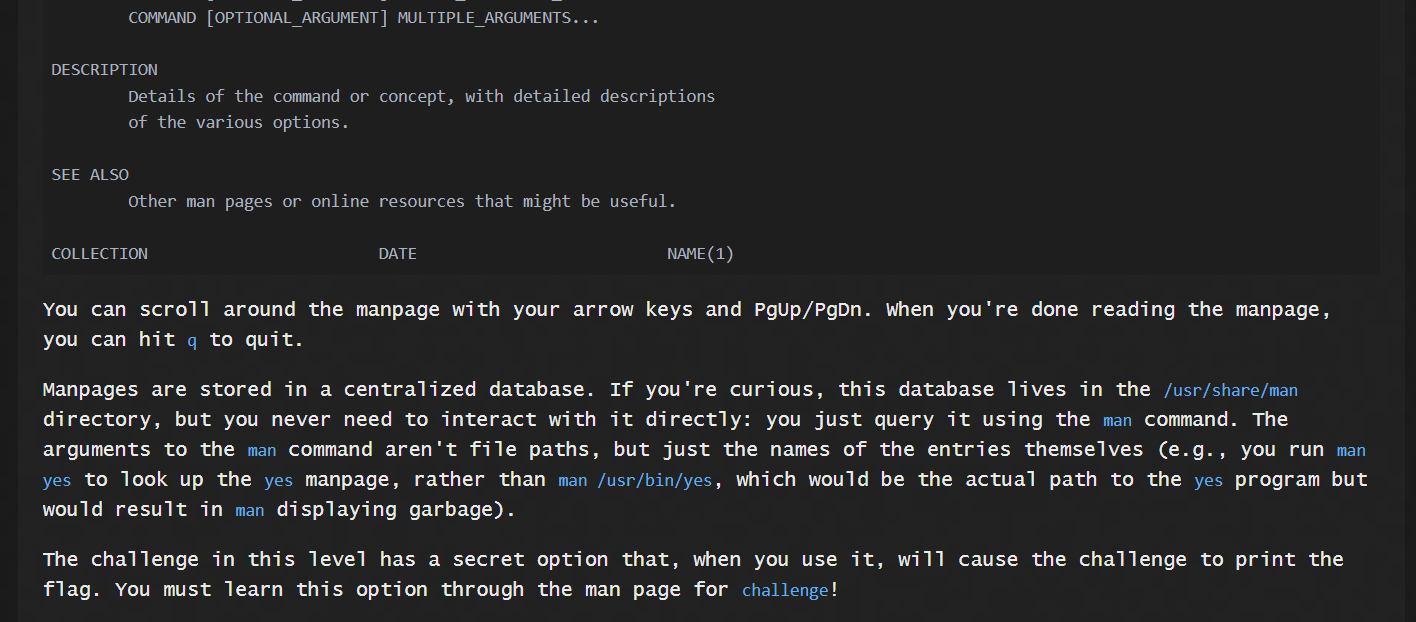 COMMAND [OPTIONAL_ARGUMENT] MULTIPLE_ARGUMENTS...
DESCRIPTION
Details of the command or concept, with detailed descriptions
of the various options.
SEE ALSO
Other man pages or online resources that might be useful.
COLLECTION DATE NAME(1)
You can scroll around the manpage with your arrow keys and PgUp/PgDn. When you're done reading the manpage,
you can hit q to quit.
Manpages are stored in a centralized database. If you're curious, this database lives in the /usr/share/man
directory, but you never need to interact with it directly: you just query it using the man command. The
arguments to the man command aren't file paths, but just the names of the entries themselves (e.g., you run man
yes to look up the yes manpage, rather than man /usr/bin/yes, which would be the actual path to the yes program but
would result in man displaying garbage).
The challenge in this level has a secret option that, when you use it, will cause the challenge to print the
flag. You must learn this option through the man page for challenge!